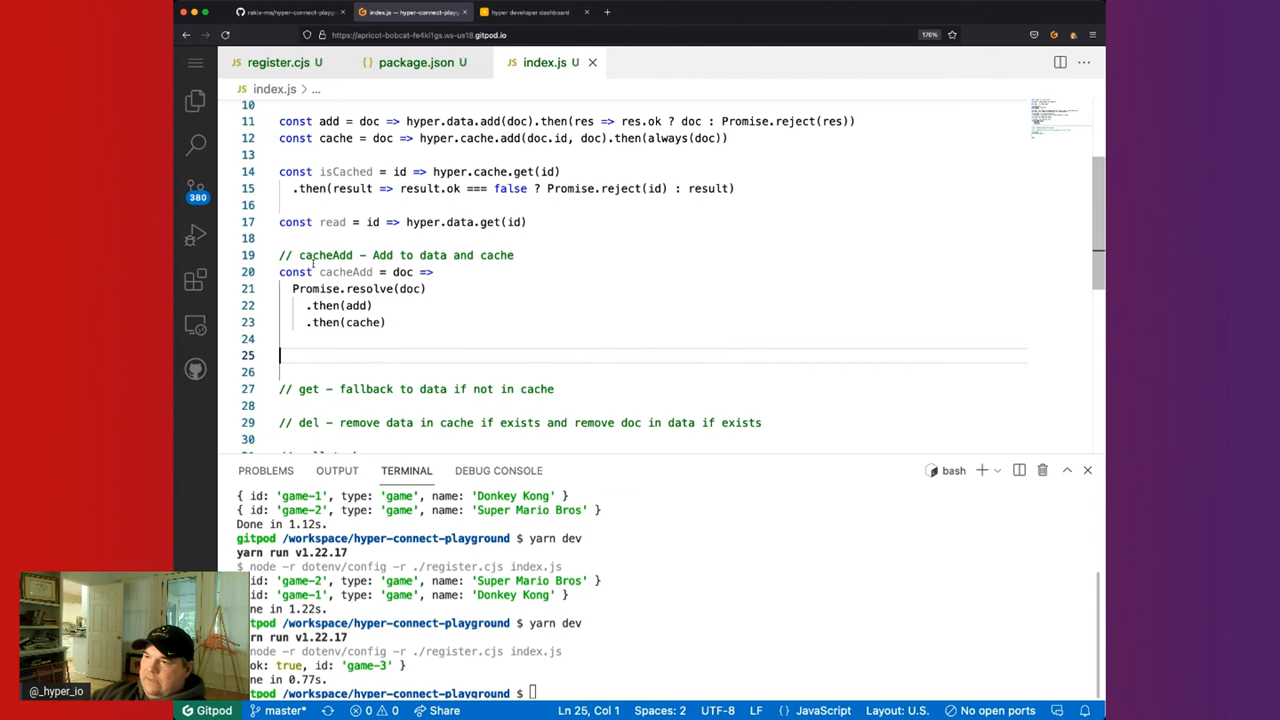 rakis-me/hyper-connect-playgr
index.js — hyper-connect-playg
hyper developer dashboard
https://apricot-bobcat-fe4kl1gs.ws-us18.gitpod.io
170%
JS register.cjs U
{} package.json U
JS index.js U
JS index.js > ...
10
11 const a doc => hyper.data.add(doc).then(res => res.ok ? doc : Promise.reject(res))
12 const c doc => hyper.cache.add(doc.id, doc).then(always(doc))
13
14 const isCached = id => hyper.cache.get(id)
15 .then(result => result.ok === false ? Promise.reject(id) : result)
16
17 const read = id => hyper.data.get(id)
18
19 // cacheAdd – Add to data and cache
20 const cacheAdd = doc =>
21 Promise.resolve(doc)
22 .then(add)
23 .then(cache)
24
25
26
27 // get – fallback to data if not in cache
28
29 // del – remove data in cache if exists and remove doc in data if exists
30
380
PROBLEMS OUTPUT TERMINAL DEBUG CONSOLE
bash
{ id: 'game-1', type: 'game', name: 'Donkey Kong' }
{ id: 'game-2', type: 'game', name: 'Super Mario Bros' }
Done in 1.12s.
gitpod /workspace/hyper-connect-playground $ yarn dev
yarn run v1.22.17
$ node -r dotenv/config -r ./register.cjs index.js
id: 'game-2', type: 'game', name: 'Super Mario Bros' }
id: 'game-1', type: 'game', name: 'Donkey Kong' }
ne in 1.22s.
tpod /workspace/hyper-connect-playground $ yarn dev
rn run v1.22.17
node -r dotenv/config -r ./register.cjs index.js
ok: true, id: 'game-3' }
ne in 0.77s.
tpod /workspace/hyper-connect-playground $
@_hyper_io
Gitpod master* 0 0 Share Ln 25, Col 1 Spaces: 2 UTF-8 LF {} JavaScript Layout: U.S. No open ports